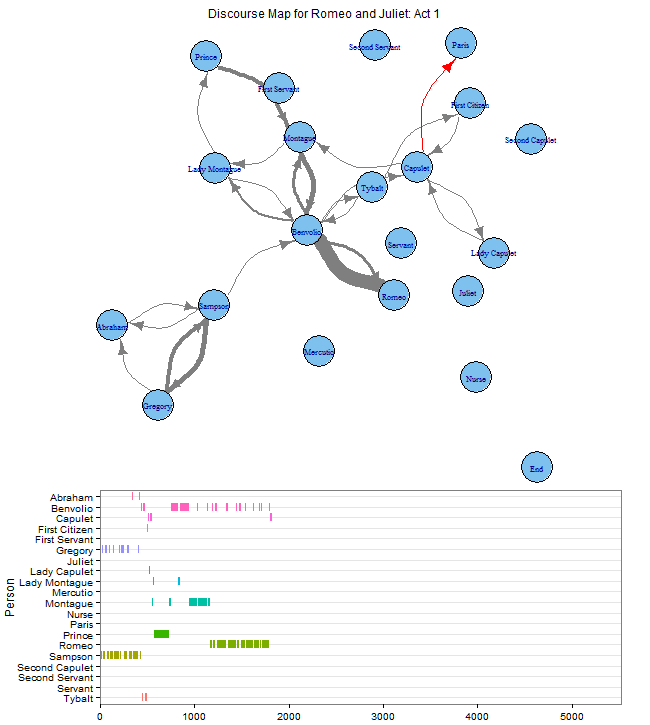 Discourse Map for Romeo and Juliet: Act 1
Second Servant
Paris
Prince
First Servant
First Citizen
Montague
Second Capulet
Lady Montague
Capulet
Tybalt
Benvolio
Servant
Lady Capulet
Romeo
Juliet
Sampson
Abraham
Mercutio
Nurse
Gregory
End
Person
Abraham
Benvolio
Capulet
First Citizen
First Servant
Gregory
Juliet
Lady Capulet
Lady Montague
Mercutio
Montague
Nurse
Paris
Prince
Romeo
Sampson
Second Capulet
Second Servant
Servant
Tybalt
0 1000 2000 3000 4000 5000